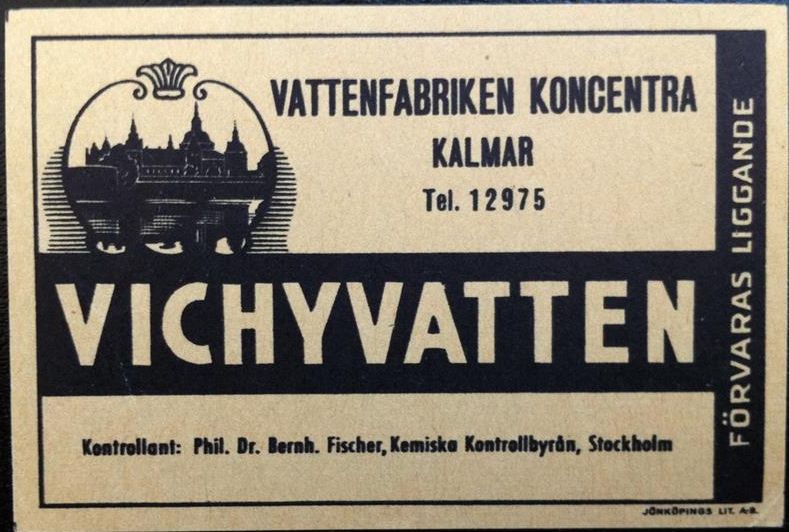 VATTENFABRIKEN KONCENTRA
KALMAR
Tel. 12975
VICHYVATTEN
FÖRVARAS LIGGANDE
Kontrollant: Phil. Dr. Bernh. Fischer, Kemiska Kontrollbyrån, Stockholm
JÖNKÖPINGS LIT. A-B.